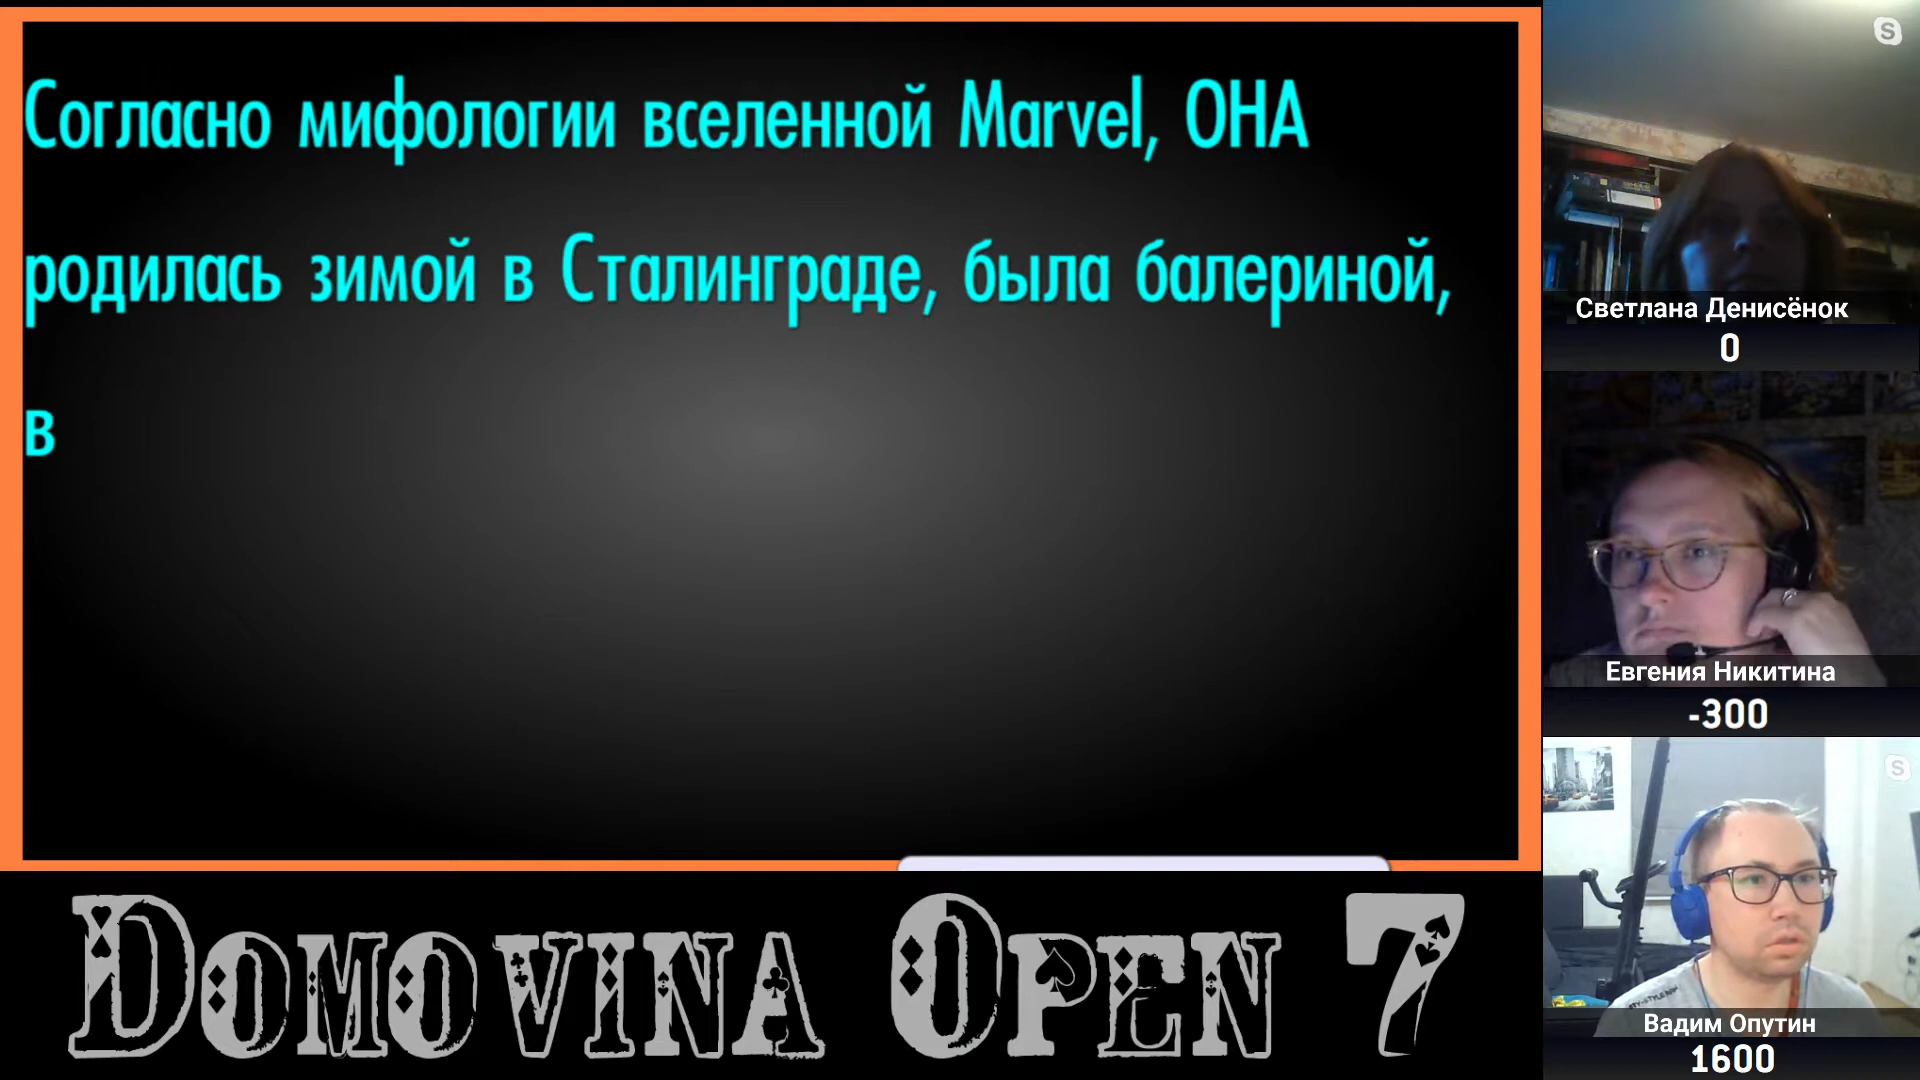 Согласно мифологии вселенной Marvel, ОНА
родилась зимой в Сталинграде, была балериной,
в
Светлана Денисёнок
0
Евгения Никитина
-300
Вадим Опутин
1600
DOMOVINA OPEN 7